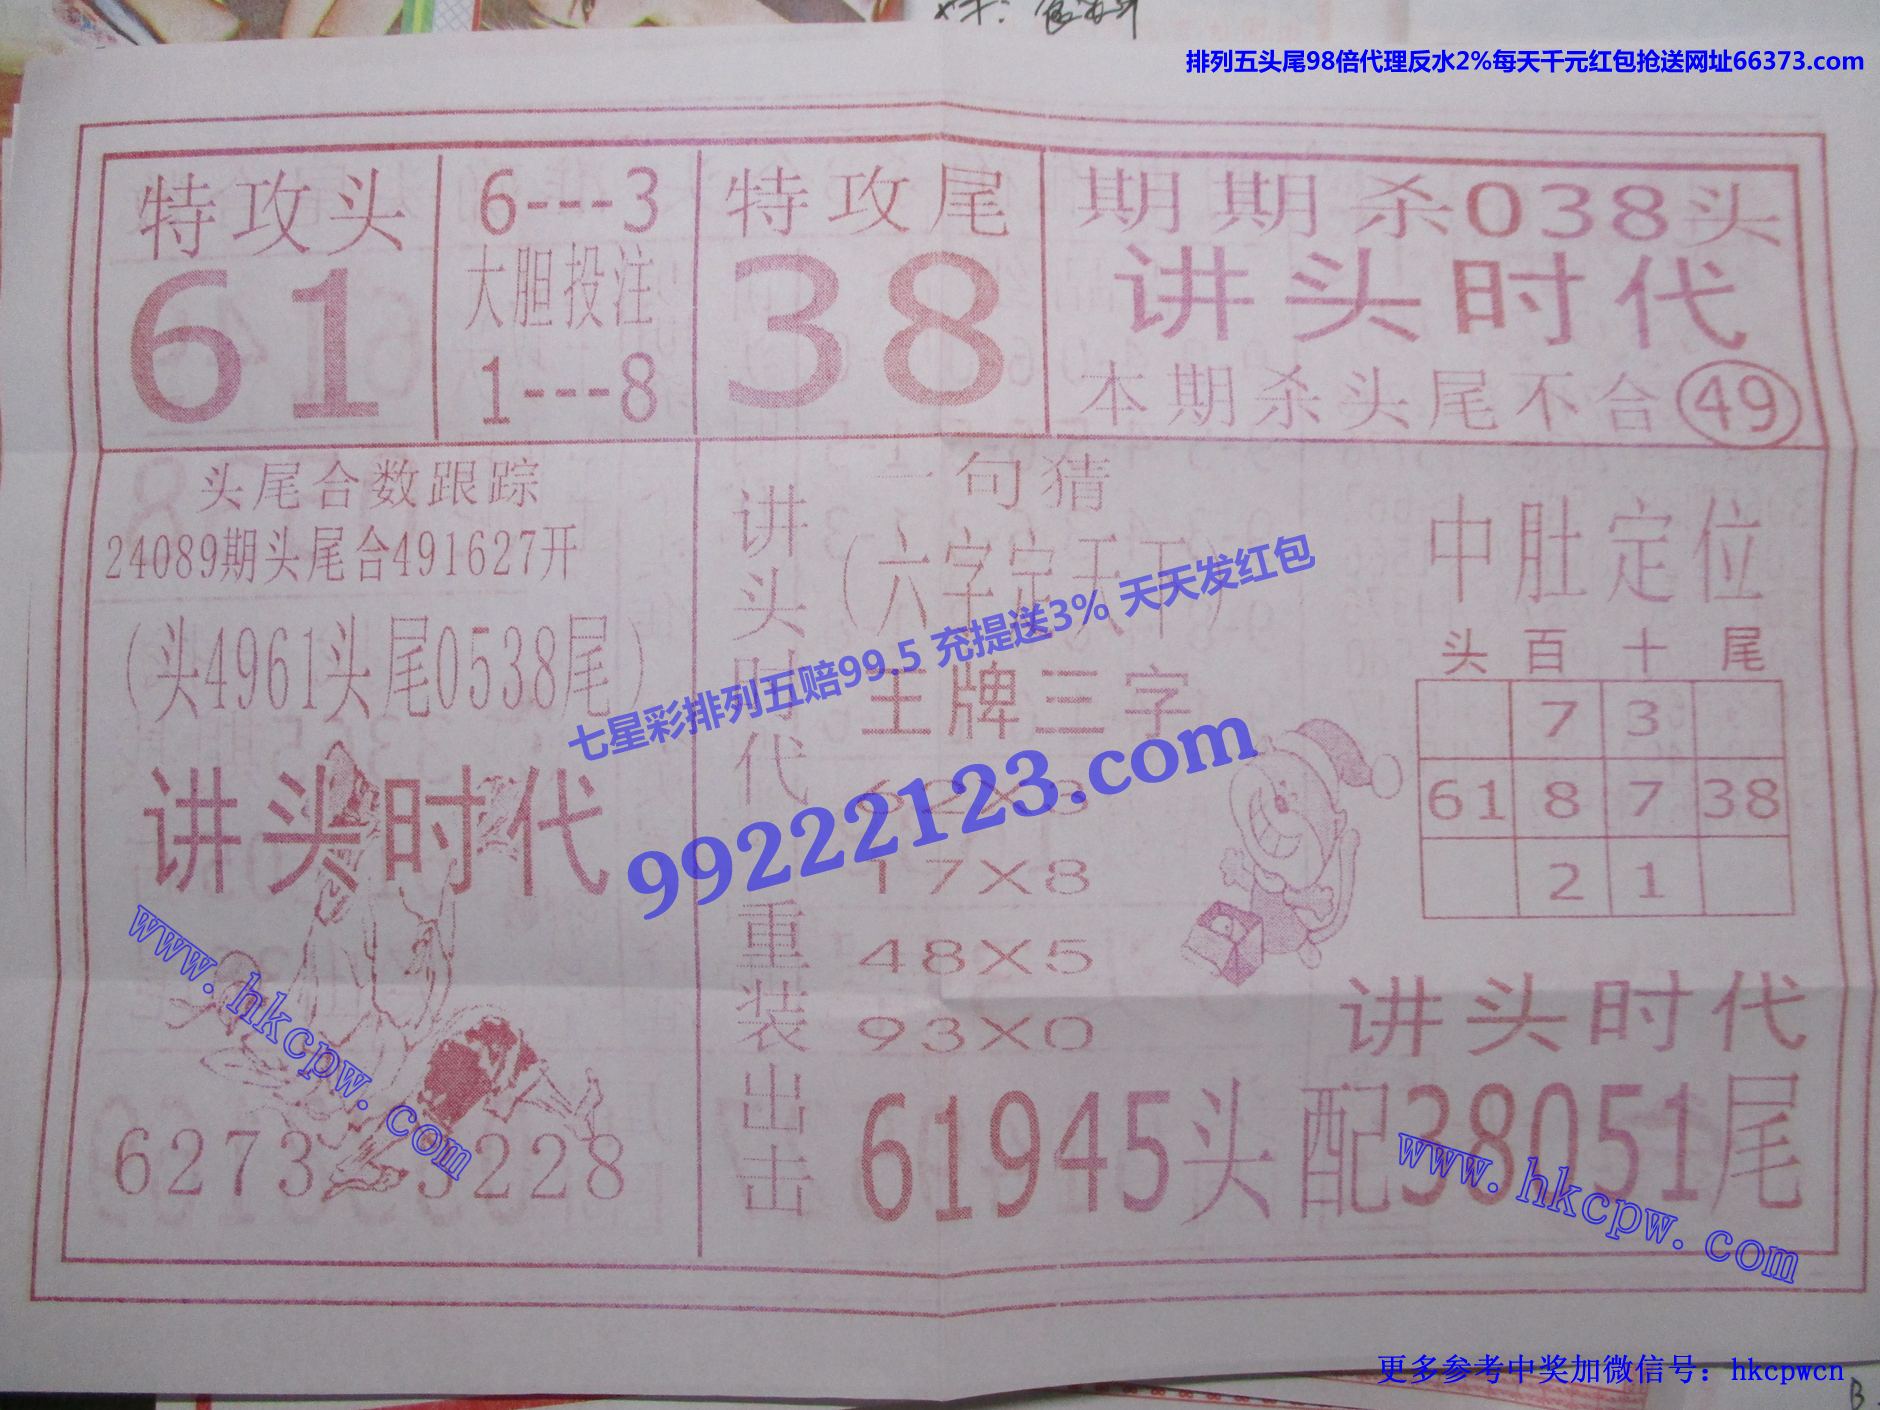 排列五头尾98倍代理反水2%每天千元红包抢送网址66373.com
特攻头
61
6---3
大胆投注
1---8
特攻尾
38
期期杀038头
讲头时代
本期杀头尾不合49
头尾合数跟踪
24089期头尾合491627开
(头4961头尾0538尾)
讲头时代
6273
228
讲头时代重装出击
一句猜
(六字定天干)
王牌三字
62X3
17X8
48X5
93X0
61945头配38051尾
中肚定位
头 百 十 尾
7 3
61 8 7 38
2 1
讲头时代
七星彩排列五赔99.5 充提送3% 天天发红包
99222123.com
www.hkcpw.com
www.hkcpw.com
更多参考中奖加微信号：hkcpwcn
B